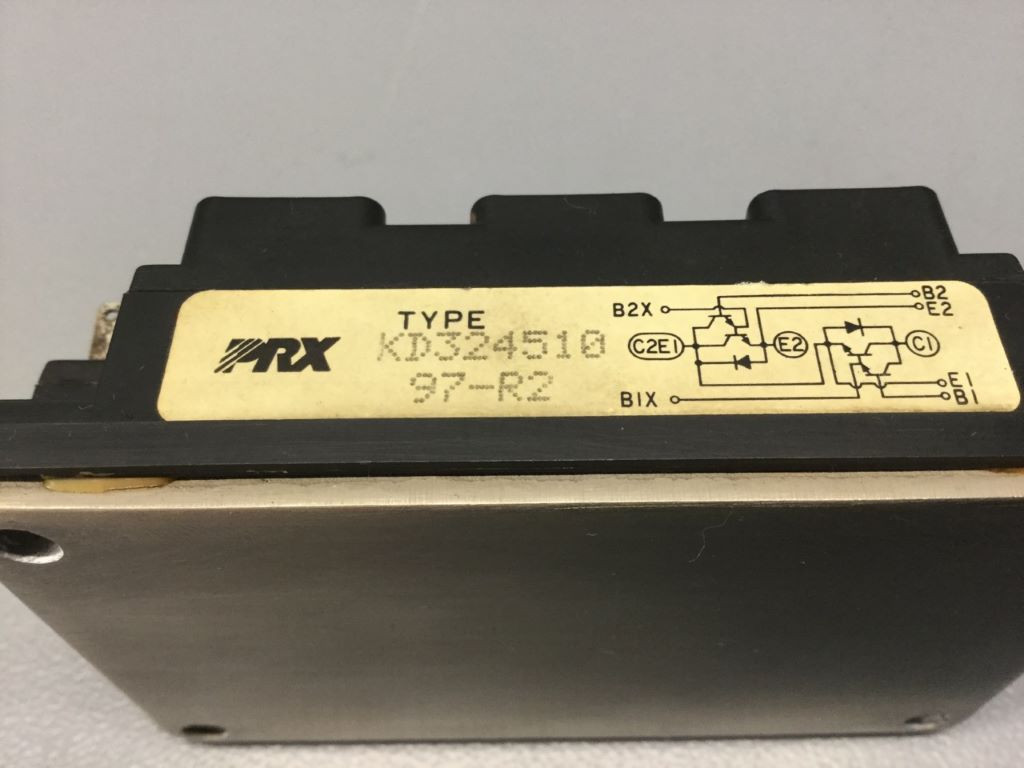 PRX
TYPE
KD324510
97-R2
B2X
C2E1
B1X
E2
B2
E2
C1
E1
B1